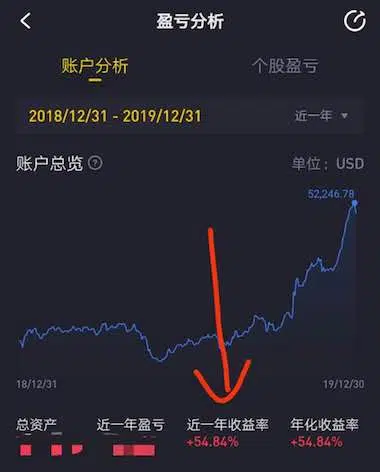 盈亏分析
账户分析 个股盈亏
2018/12/31 - 2019/12/31 近一年
账户总览 ? 单位：USD
52,246.78
18/12/31 19/12/30
总资产 近一年盈亏 近一年收益率 年化收益率
+54.84% +54.84%